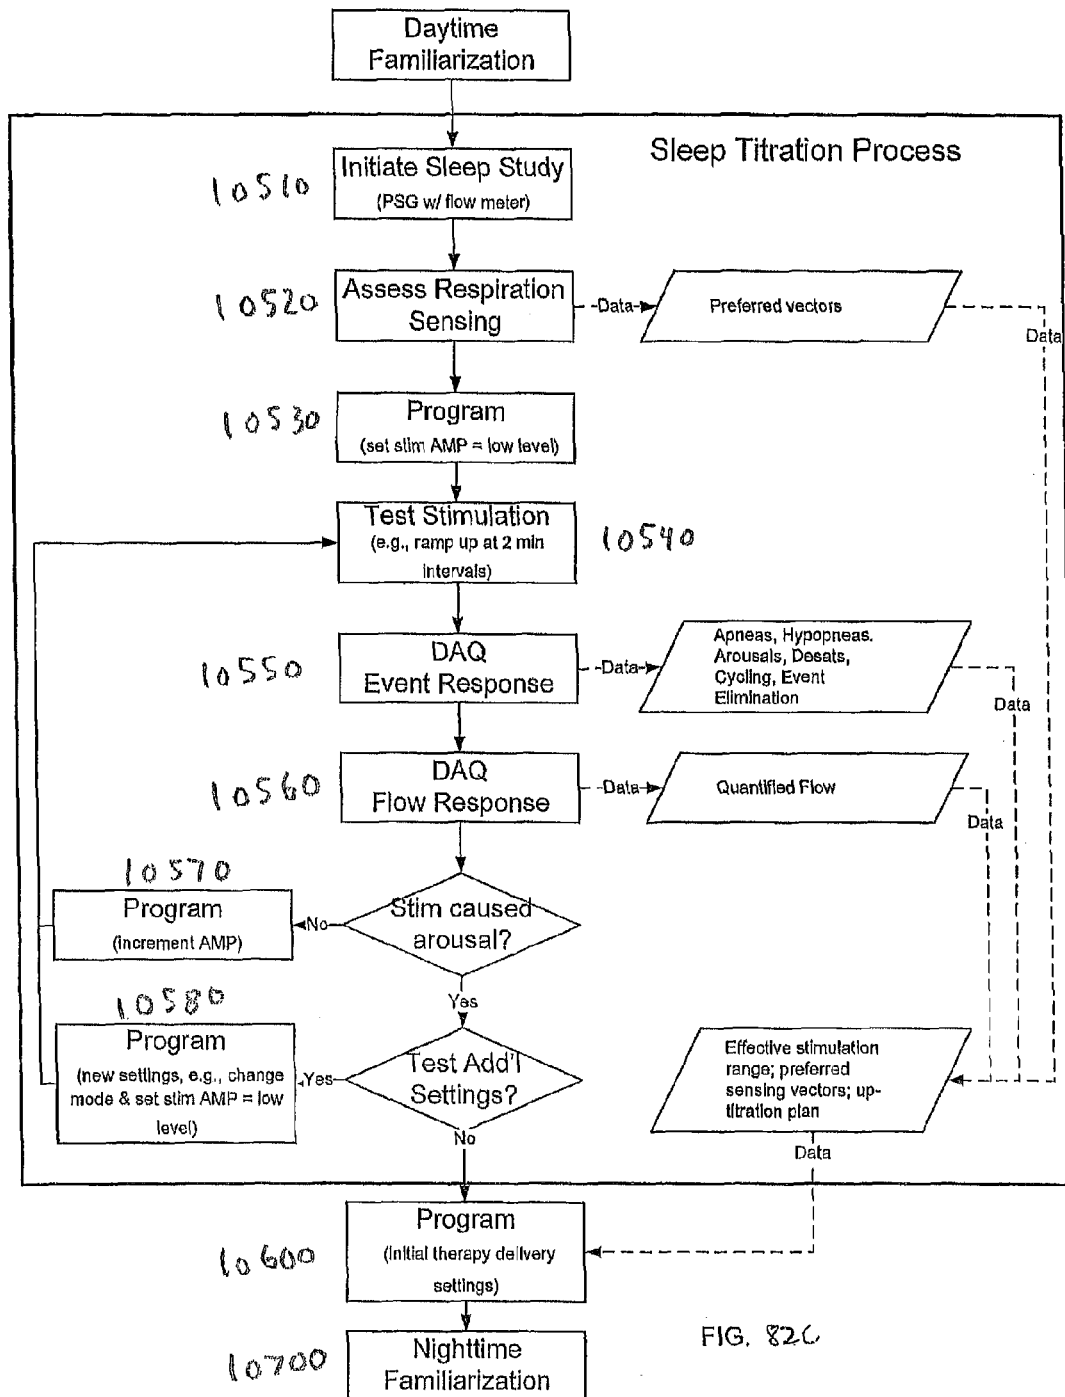 Daytime
Familiarization
Sleep Titration Process
10510
Initiate Sleep Study
(PSG w/ flow meter)
10520
Assess Respiration
Sensing
Data
Preferred vectors
Data
10530
Program
(set stim AMP = low level)
Test Stimulation
(e.g., ramp up at 2 min
intervals)
10540
10550
DAQ
Event Response
Data
Apneas, Hypopneas.
Arousals, Desats,
Cycling, Event
Elimination
Data
10560
DAQ
Flow Response
Data
Quantified Flow
Data
10570
Program
(increment AMP)
No
Stim caused
arousal?
Yes
10580
Program
(new settings, e.g., change
mode & set stim AMP = low
level)
Yes
Test Add'l
Settings?
No
Effective stimulation
range; preferred
sensing vectors; up-
titration plan
Data
10600
Program
(initial therapy delivery
settings)
10700
Nighttime
Familiarization
FIG. 82C